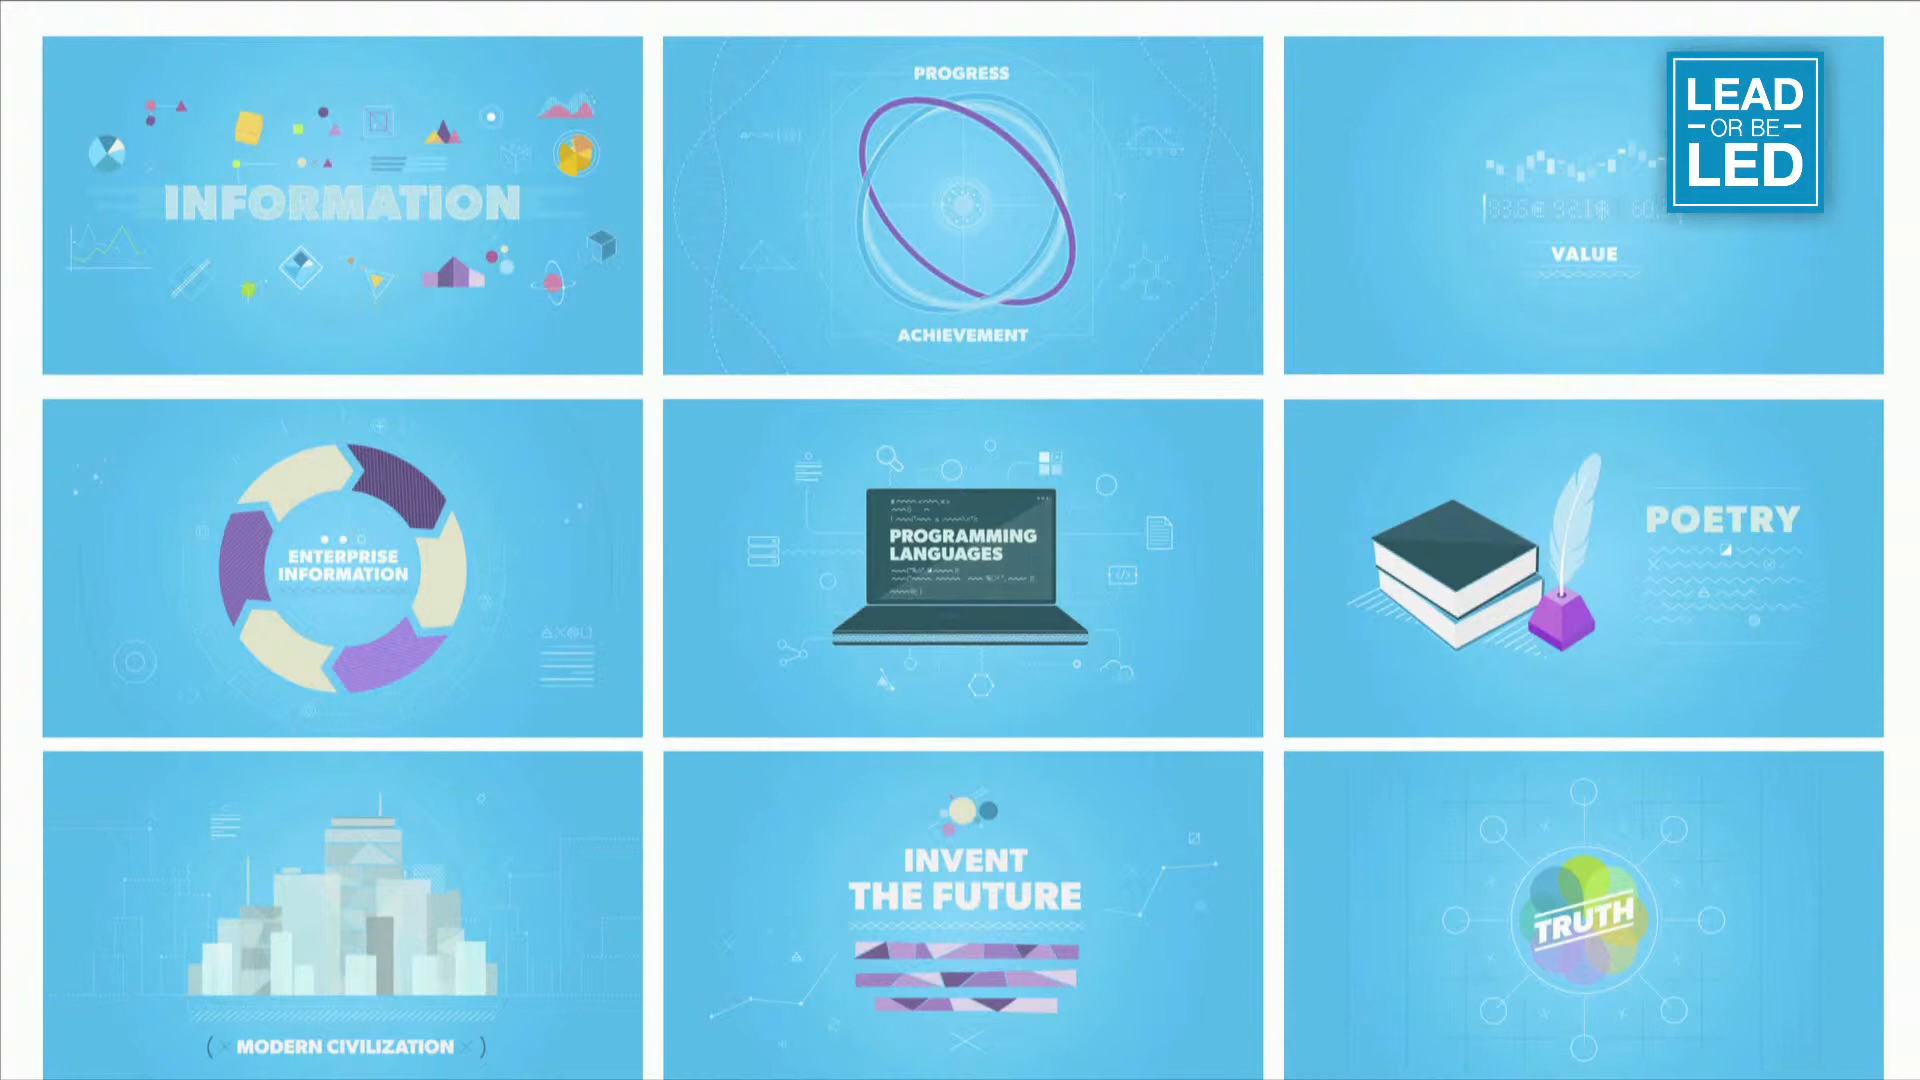 INFORMATION
PROGRESS
ACHIEVEMENT
VALUE
LEAD
OR BE
LED
ENTERPRISE
INFORMATION
PROGRAMMING
LANGUAGES
POETRY
( MODERN CIVILIZATION )
INVENT
THE FUTURE
TRUTH